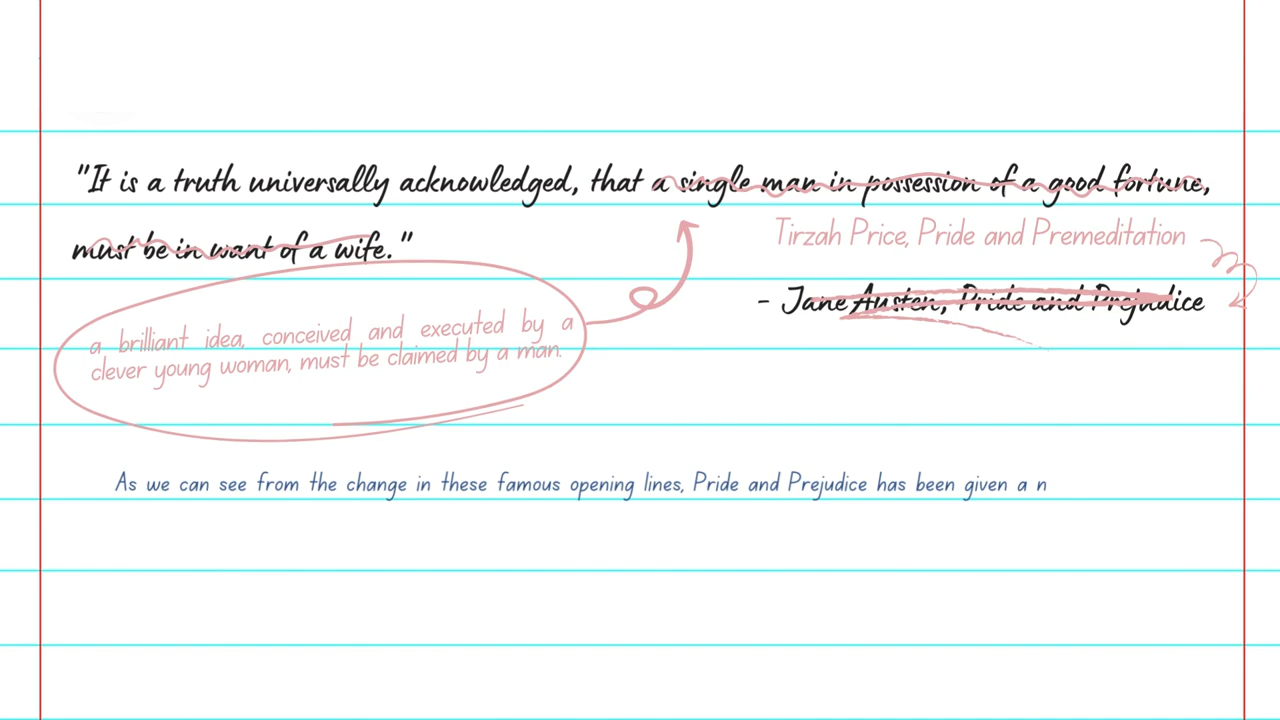 "It is a truth universally acknowledged, that a single man in possession of a good fortune,
Tirzah Price, Pride and Premeditation
must be in want of a wife."
- Jane Austen, Pride and Prejudice
a brilliant idea, conceived and executed by a
clever young woman, must be claimed by a man.
As we can see from the change in these famous opening lines, Pride and Prejudice has been given a n